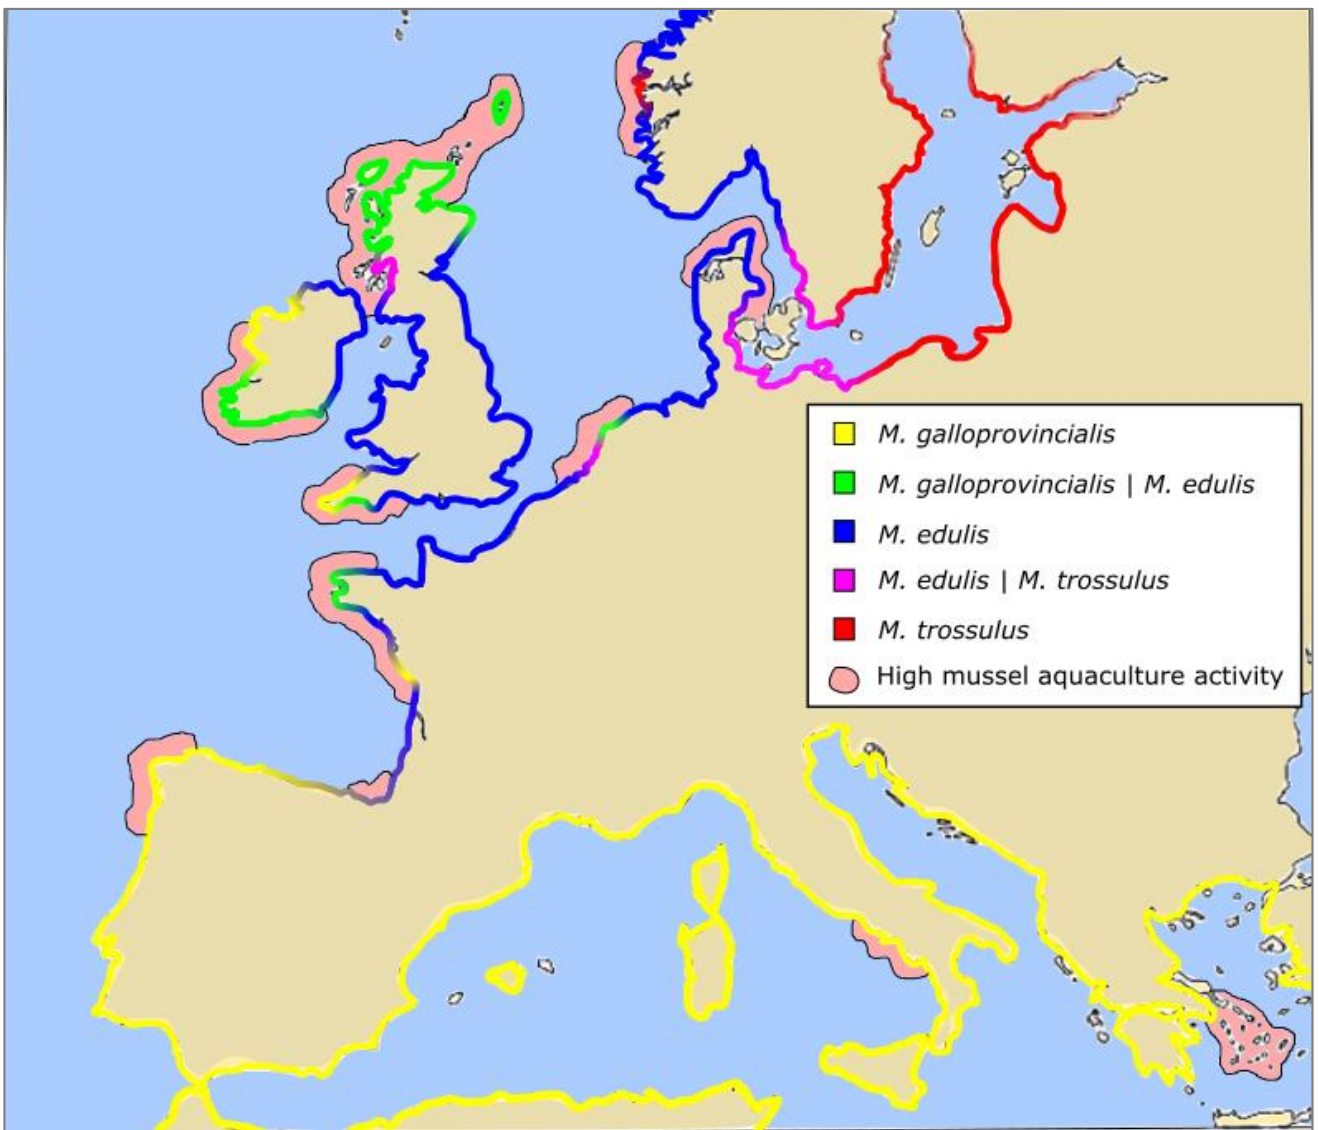 M. galloprovincialis
M. galloprovincialis | M. edulis
M. edulis
M. edulis | M. trossulus
M. trossulus
High mussel aquaculture activity